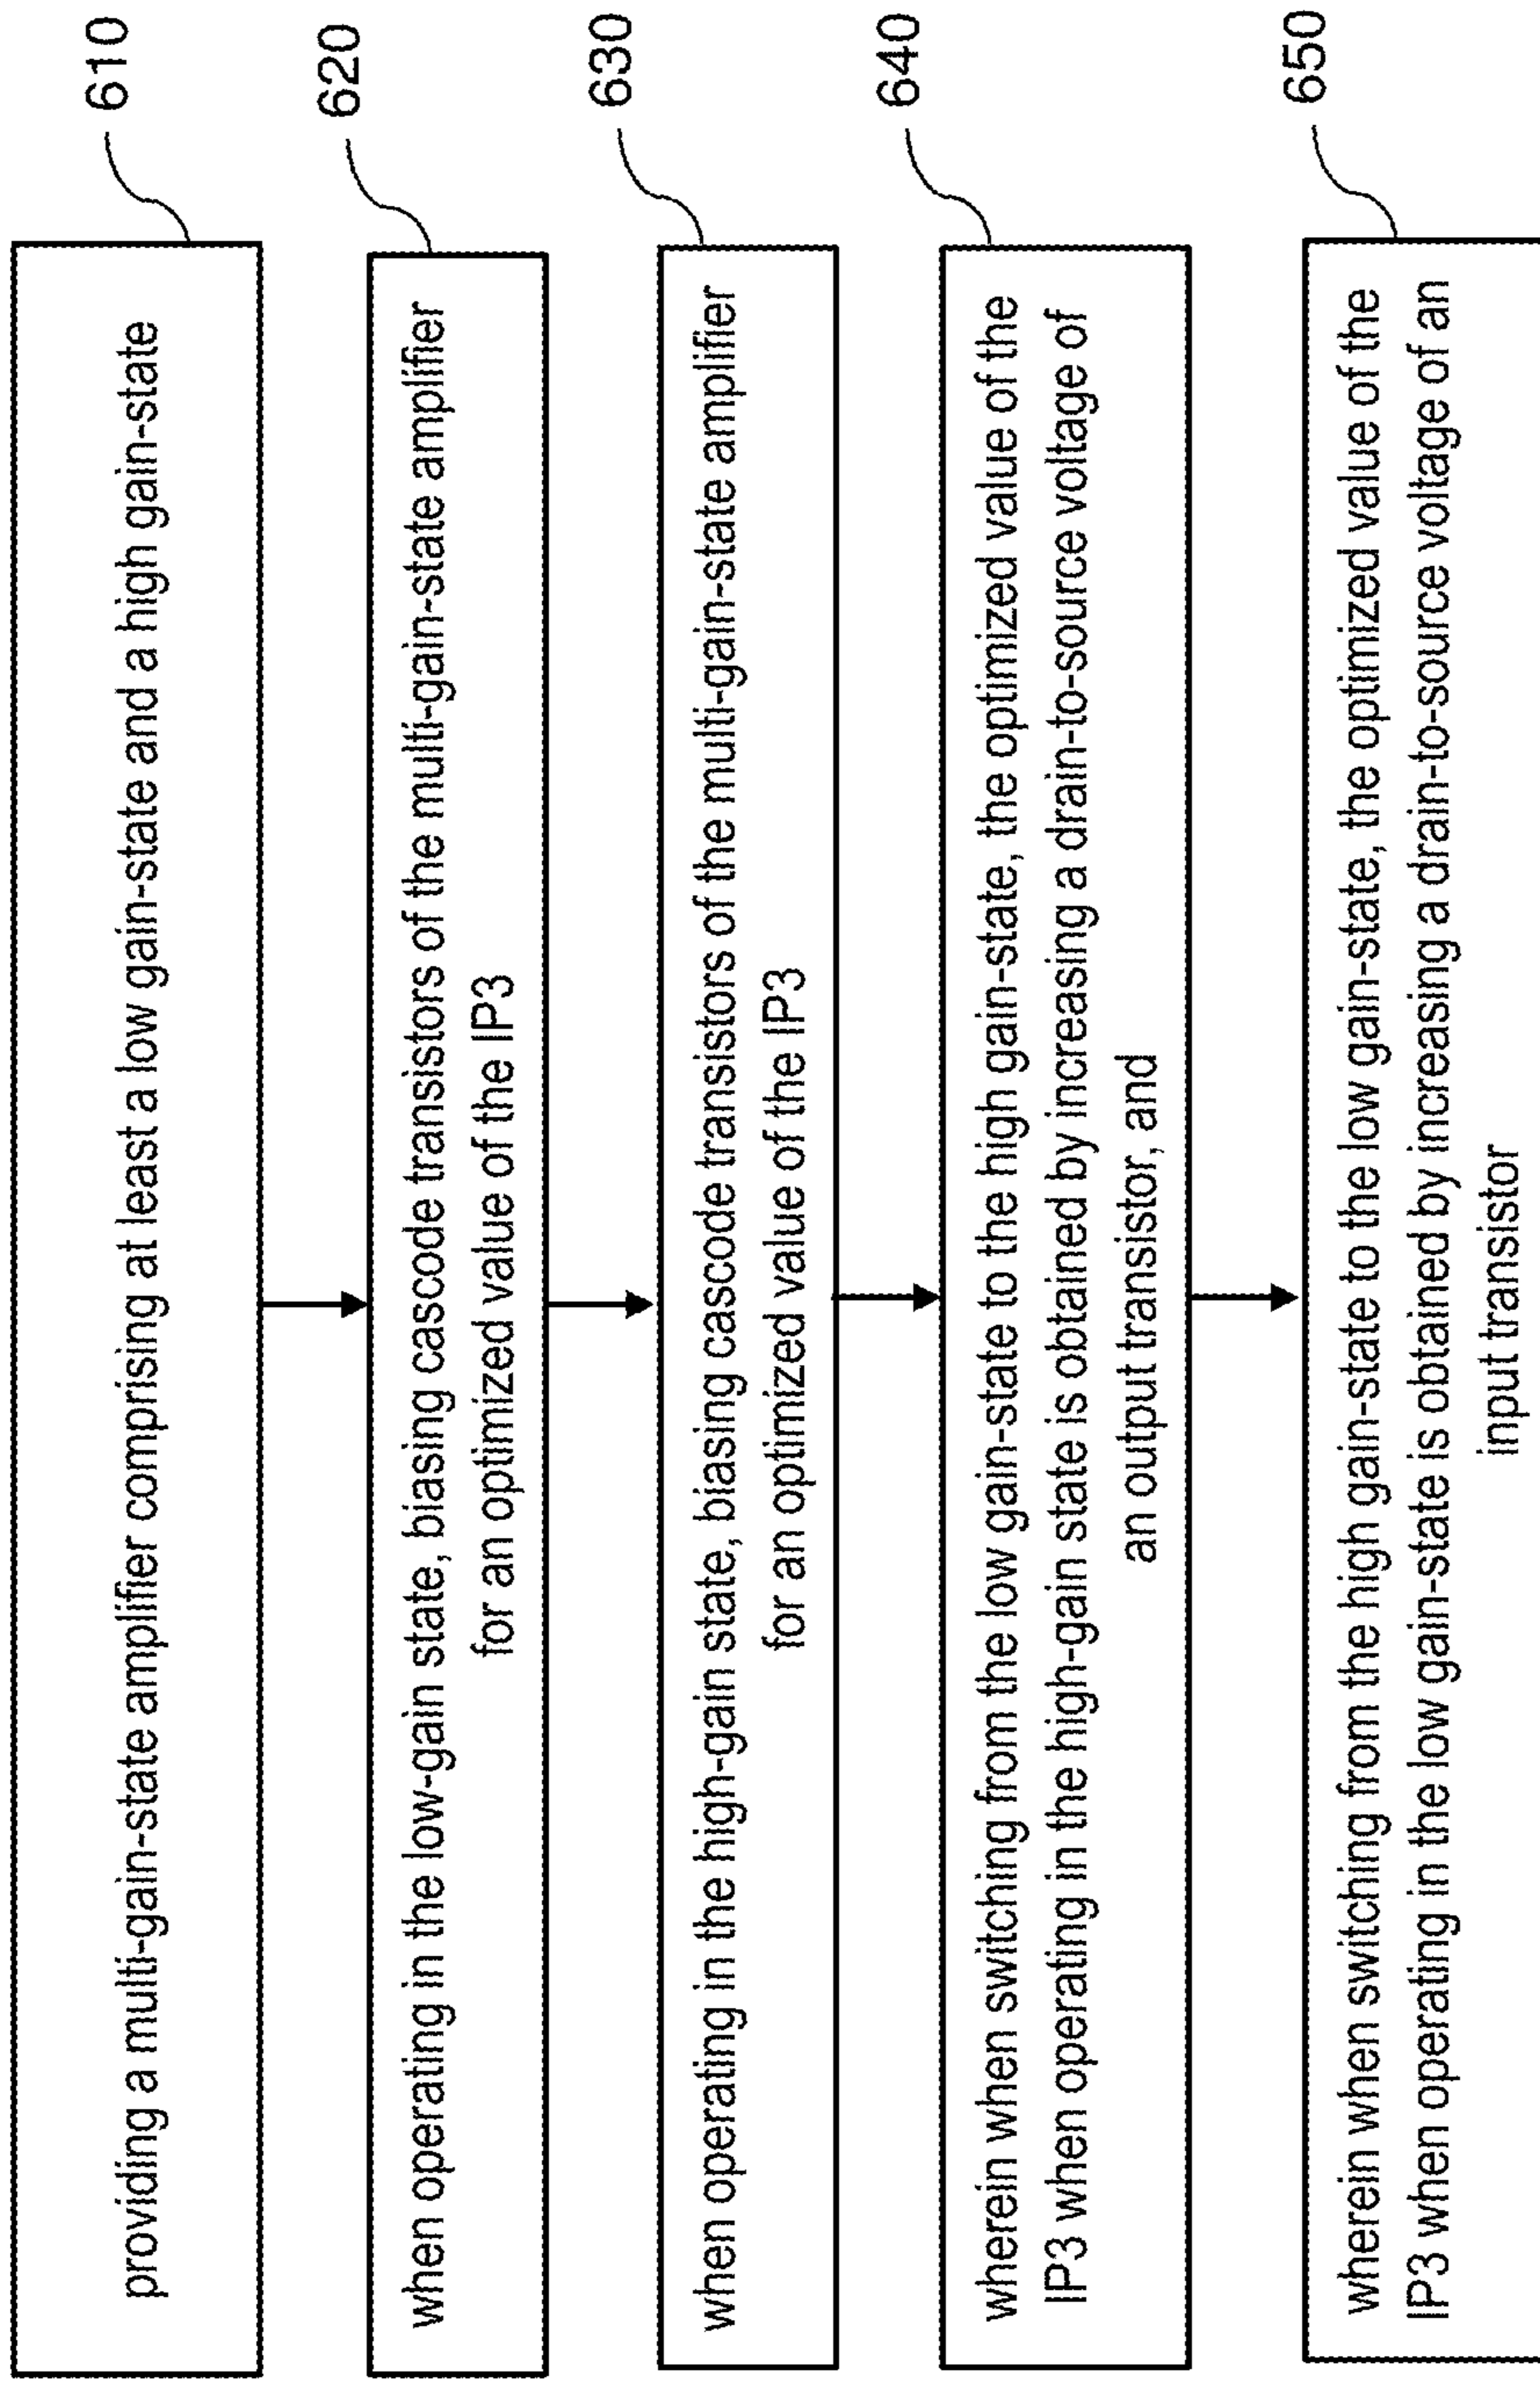 providing a multi-gain-state amplifier comprising at least a low gain-state and a high gain-state
610
when operating in the low-gain state, biasing cascode transistors of the multi-gain-state amplifier
for an optimized value of the IP3
620
when operating in the high-gain state, biasing cascode transistors of the multi-gain-state amplifier
for an optimized value of the IP3
630
wherein when switching from the low gain-state to the high gain-state, the optimized value of the
IP3 when operating in the high-gain state is obtained by increasing a drain-to-source voltage of
an output transistor, and
640
wherein when switching from the high gain-state to the low gain-state, the optimized value of the
IP3 when operating in the low gain-state is obtained by increasing a drain-to-source voltage of an
input transistor
650